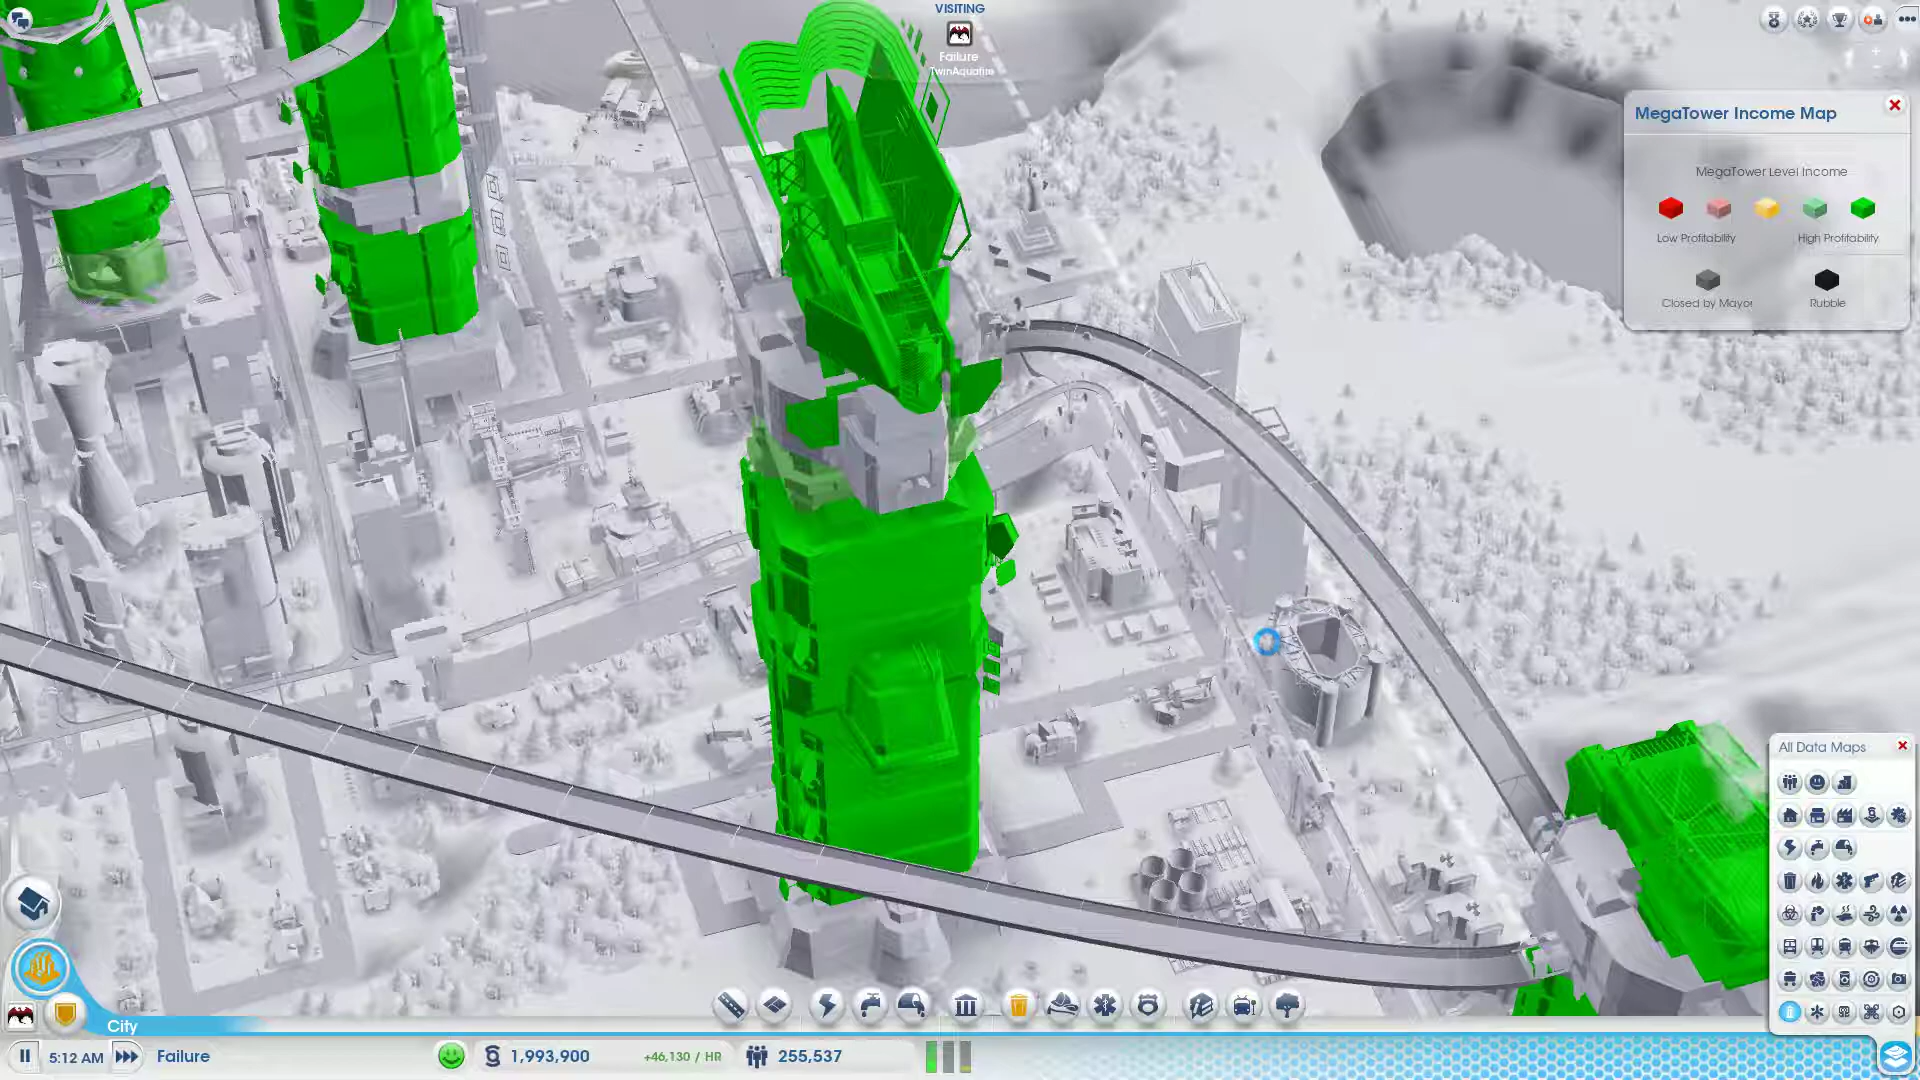 VISITING
Failure
TwinAquafire
MegaTower Income Map
MegaTower Level Income
Low Profitability
High Profitability
Closed by Mayor
Rubble
All Data Maps
City
5:12 AM
Failure
1,993,900
+46,130 / HR
255,537